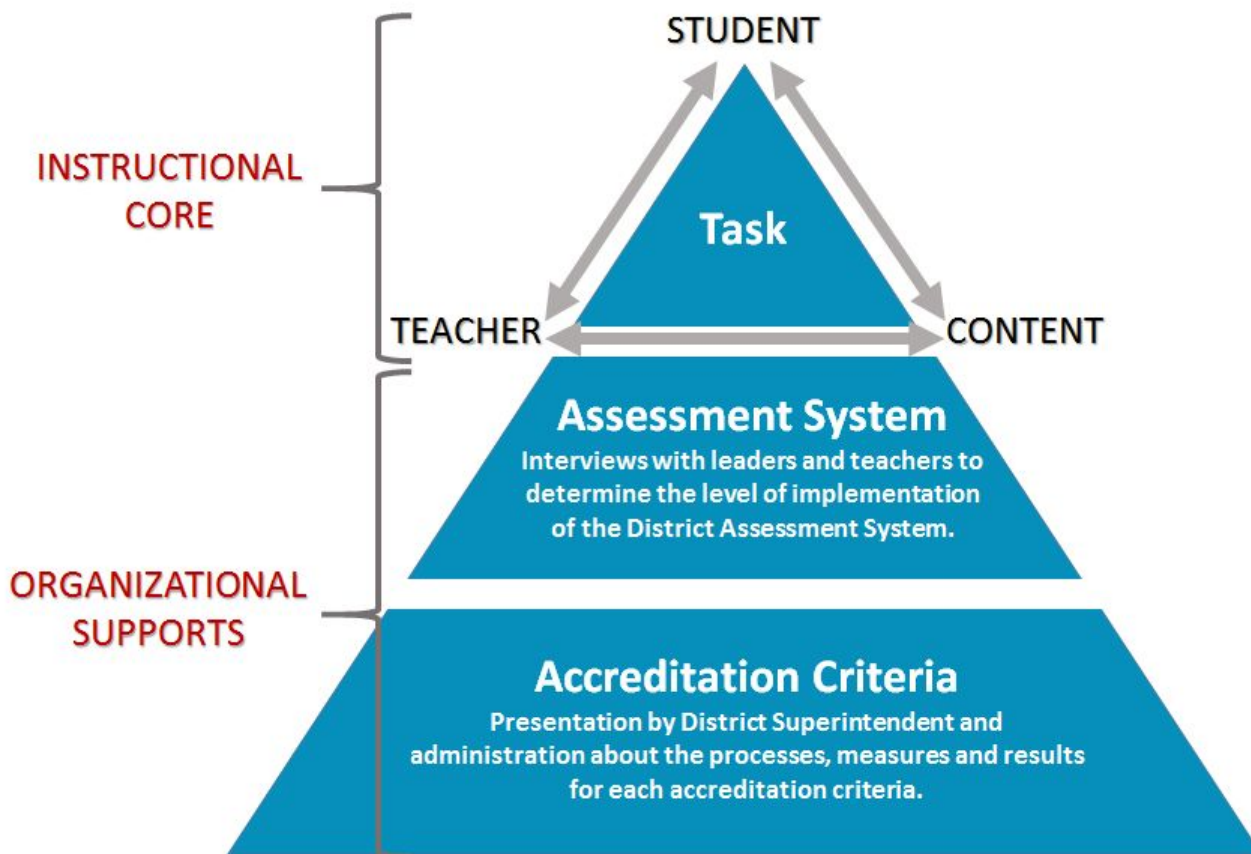 STUDENT
INSTRUCTIONAL
CORE
Task
TEACHER
CONTENT
Assessment System
Interviews with leaders and teachers to
determine the level of implementation
of the District Assessment System.
ORGANIZATIONAL
SUPPORTS
Accreditation Criteria
Presentation by District Superintendent and
administration about the processes, measures and results
for each accreditation criteria.